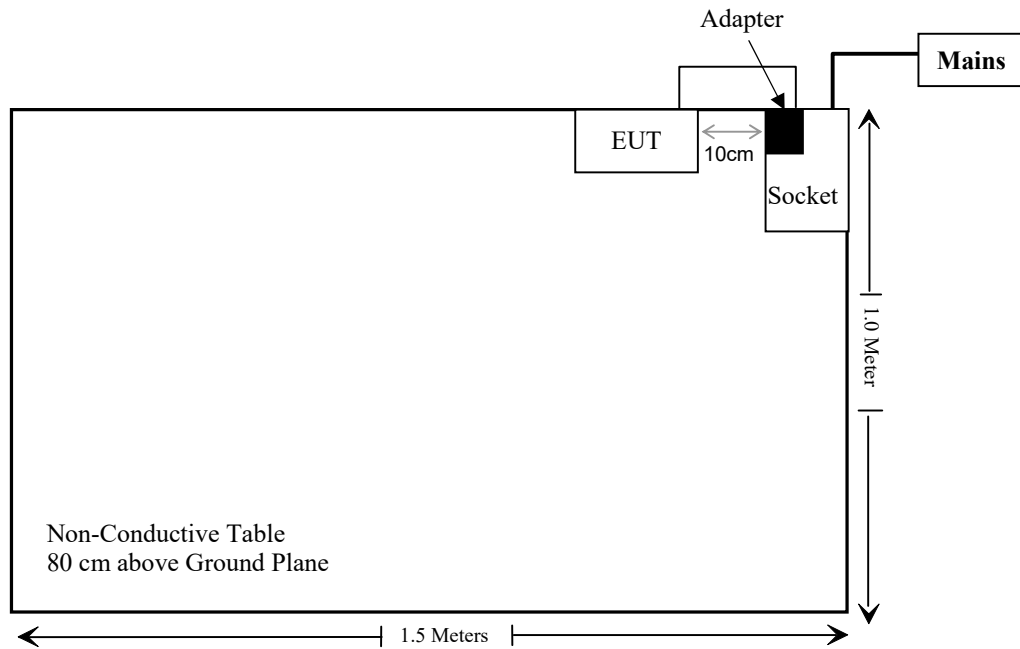 Adapter
Mains
EUT
10cm
Socket
1.0 Meter
Non-Conductive Table
80 cm above Ground Plane
1.5 Meters